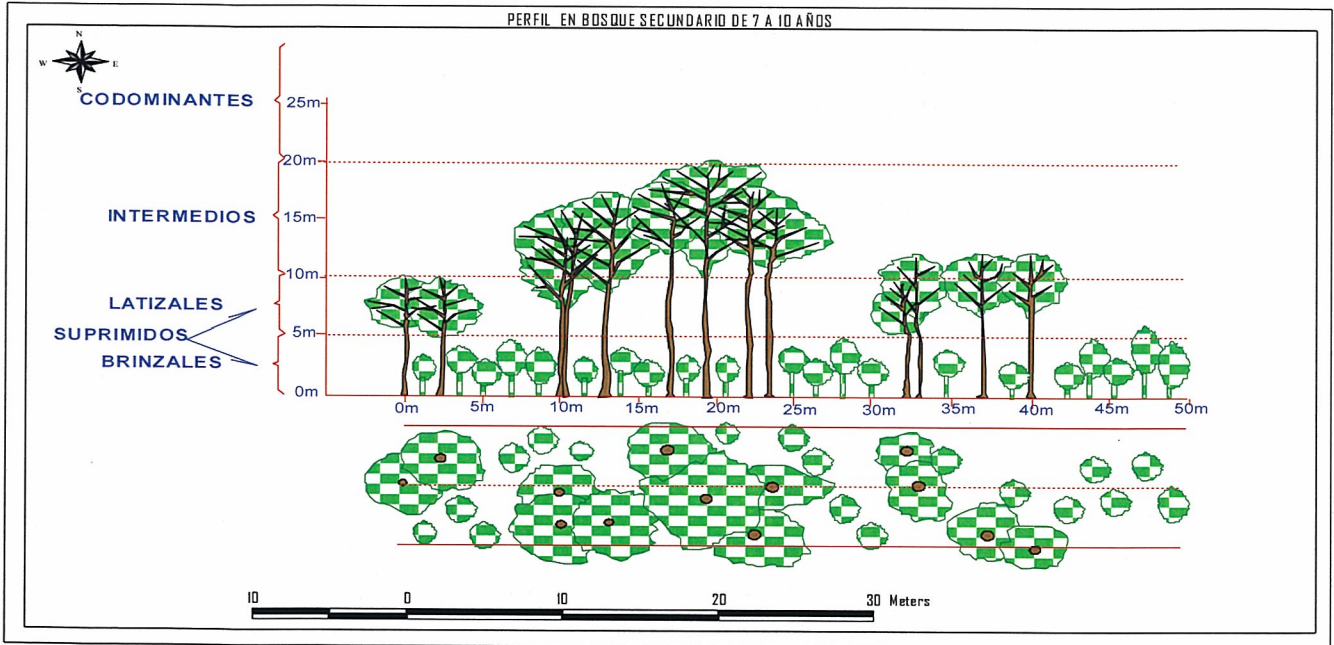 PERFIL EN BOSQUE SECUNDARIO DE 7 A 10 AÑOS
N
W E
S
CODOMINANTES
25m
20m
INTERMEDIOS
15m
10m
LATIZALES
SUPRIMIDOS
5m
BRINZALES
0m
0m 5m 10m 15m 20m 25m 30m 35m 40m 45m 50m
10 0 10 20 30 Meters